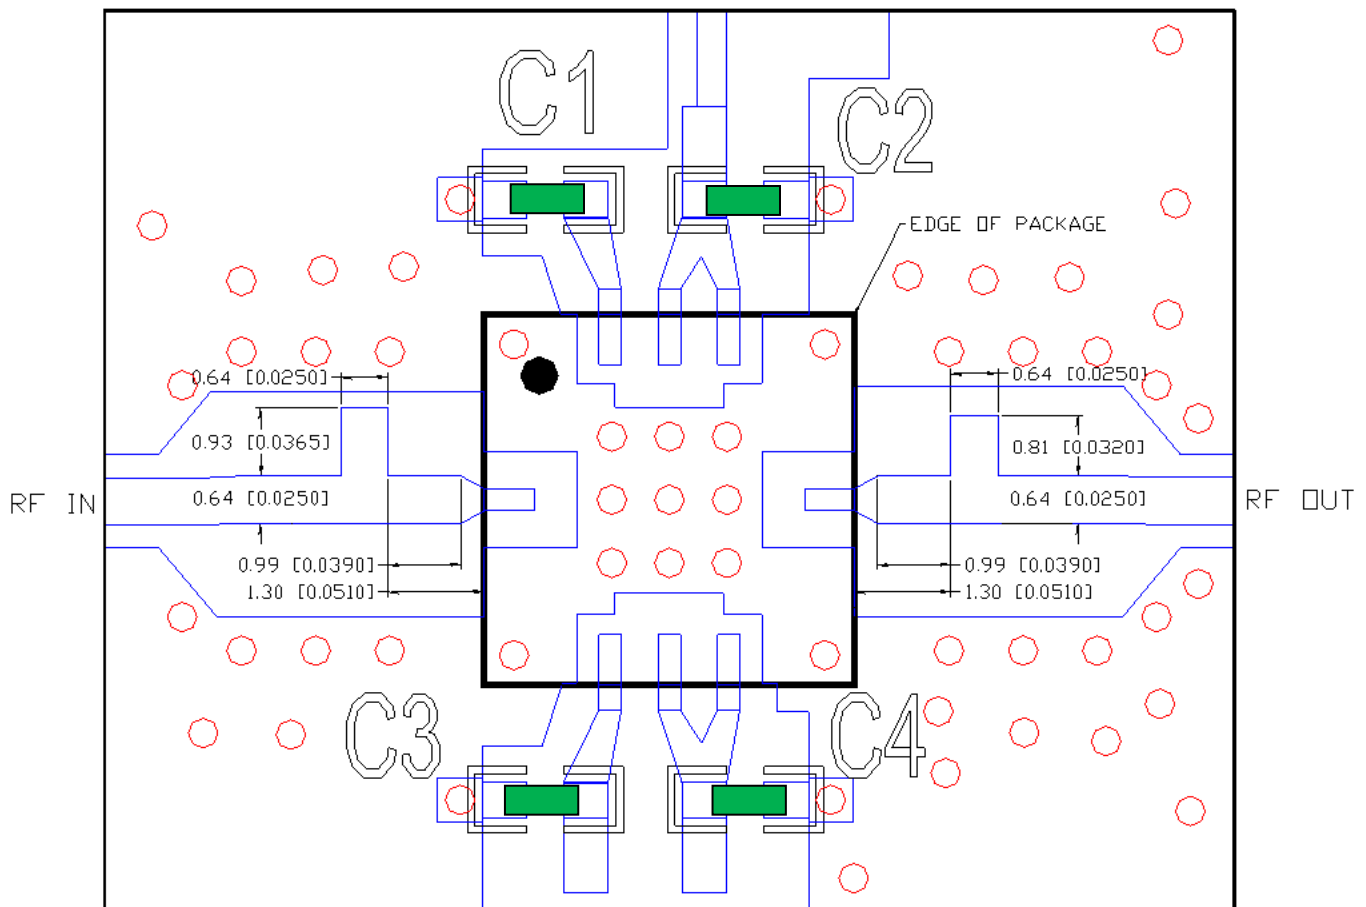 C1
C2
EDGE OF PACKAGE
0.64 [0.0250]
0.64 [0.0250]
0.93 [0.0365]
0.81 [0.0320]
RF IN
0.64 [0.0250]
0.64 [0.0250]
RF OUT
0.99 [0.0390]
0.99 [0.0390]
1.30 [0.0510]
1.30 [0.0510]
C3
C4